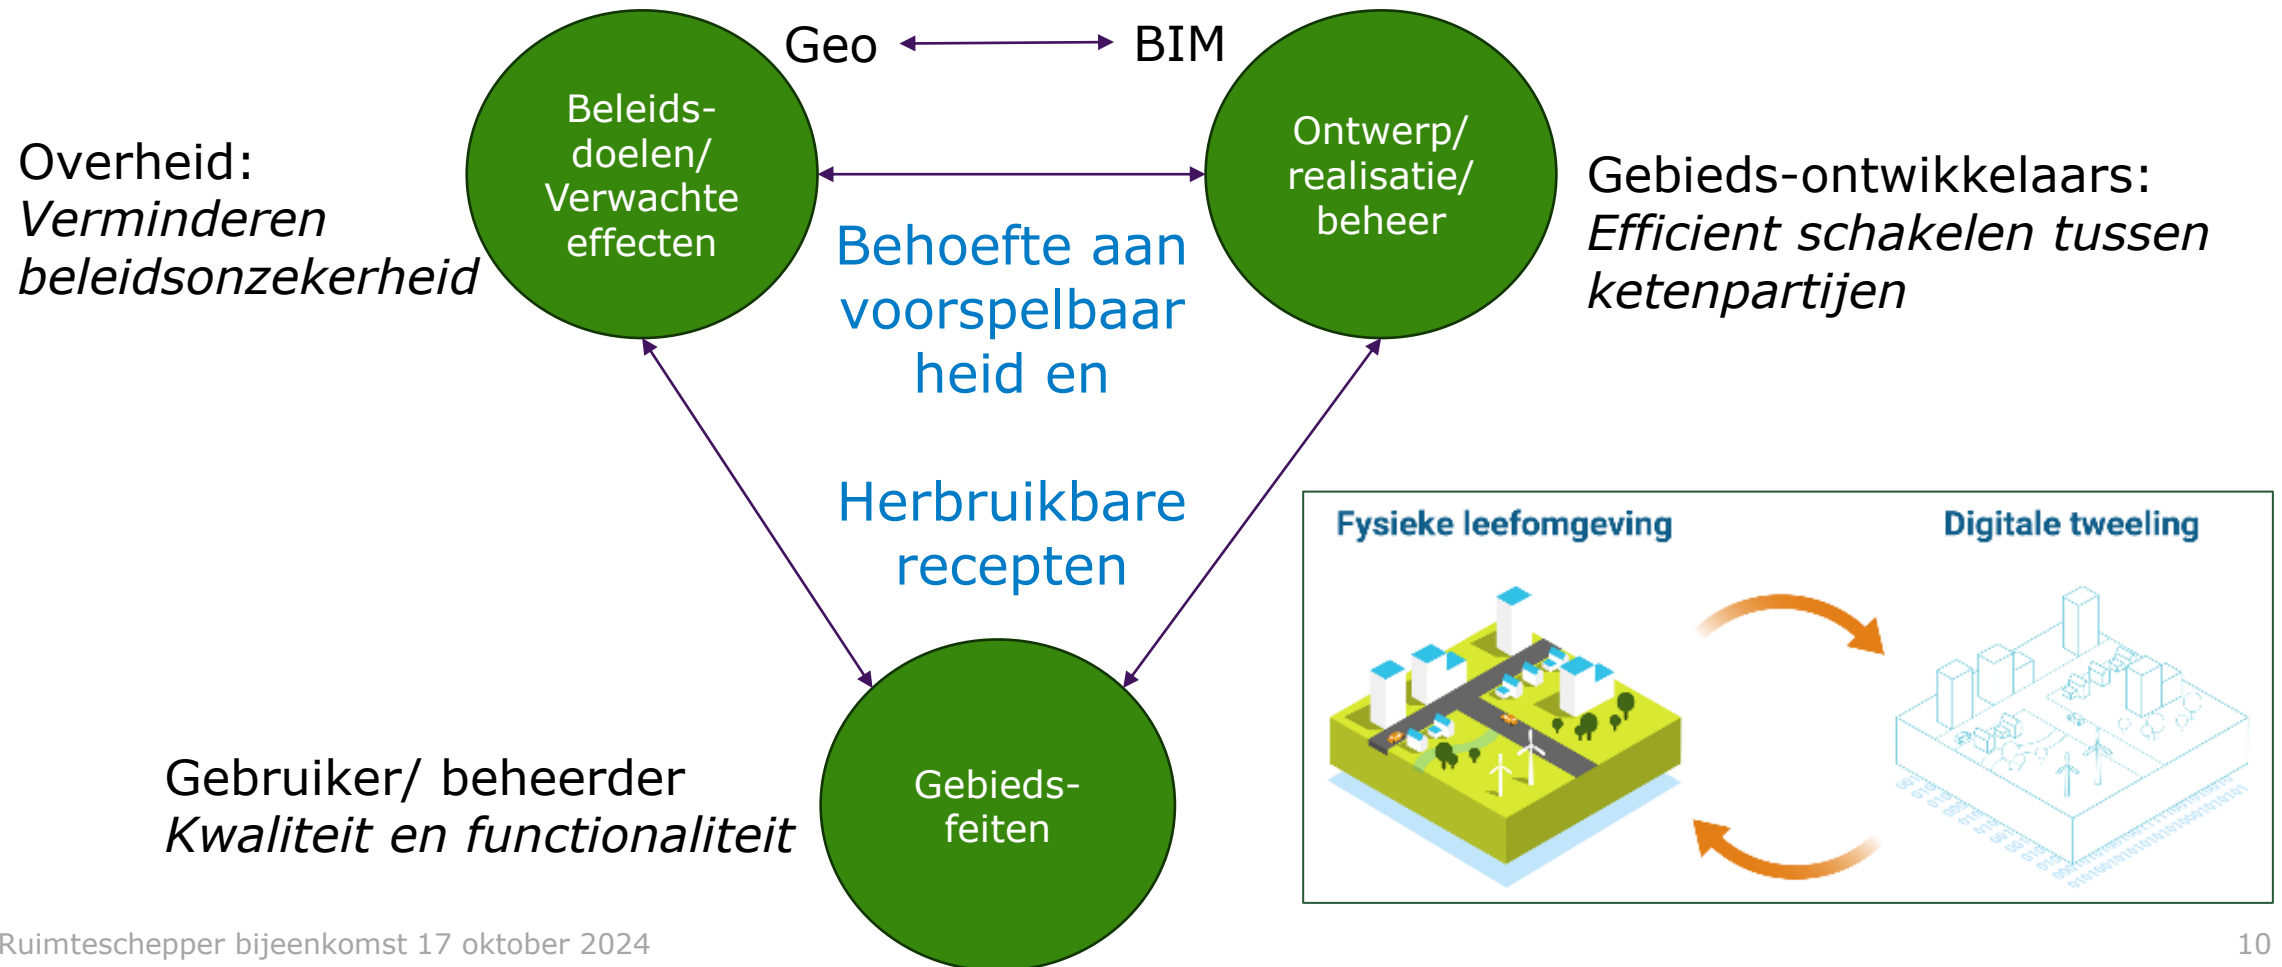 Geo
BIM
Beleids-
doelen/
Verwachte
effecten
Ontwerp/
realisatie/
beheer
Overheid:
Verminderen
beleidsonzekerheid
Gebieds-ontwikkelaars:
Efficient schakelen tussen
ketenpartijen
Behoefte aan
voorspelbaar
heid en
Herbruikbare
recepten
Fysieke leefomgeving
Digitale tweeling
Gebruiker/ beheerder
Kwaliteit en functionaliteit
Gebieds-
feiten
Ruimteschepper bijeenkomst 17 oktober 2024
10